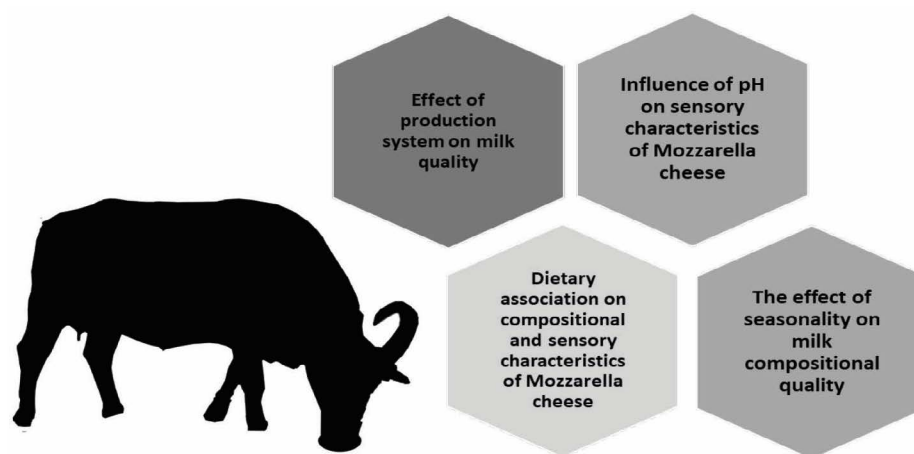 Effect of
production
system on milk
quality
Influence of pH
on sensory
characteristics
of Mozzarella
cheese
Dietary
association on
compositional
and sensory
characteristics
of Mozzarella
cheese
The effect of
seasonality on
milk
compositional
quality